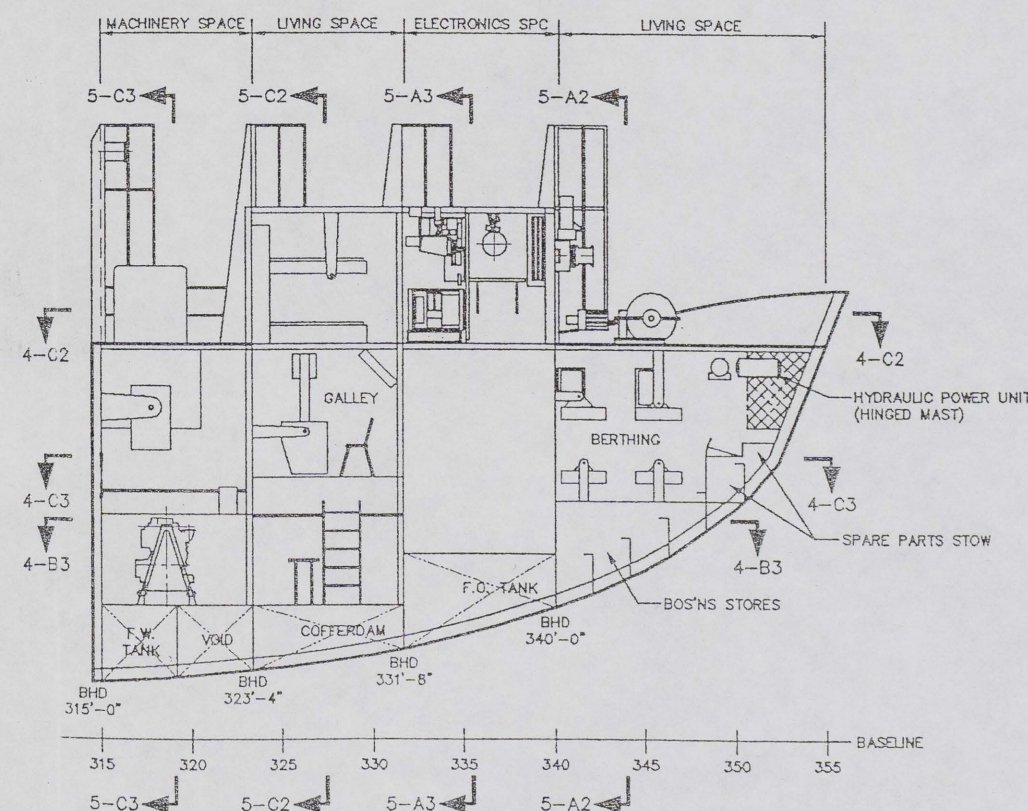 MACHINERY SPACE LIVING SPACE ELECTRONICS SPC LIVING SPACE
5-C3 5-C2 5-A3 5-A2
4-C2 4-C2
GALLEY
HYDRAULIC POWER UNIT
(HINGED MAST)
BERTHING
4-C3 4-C3
4-B3 4-B3
SPARE PARTS STOW
F.O. TANK
BOS'NS STORES
F.W.
TANK
VOID
COFFERDAM
BHD
340'-0"
BHD
331'-8"
BHD
323'-4"
BHD
315'-0"
BASELINE
315 320 325 330 335 340 345 350 355
5-C3 5-C2 5-A3 5-A2